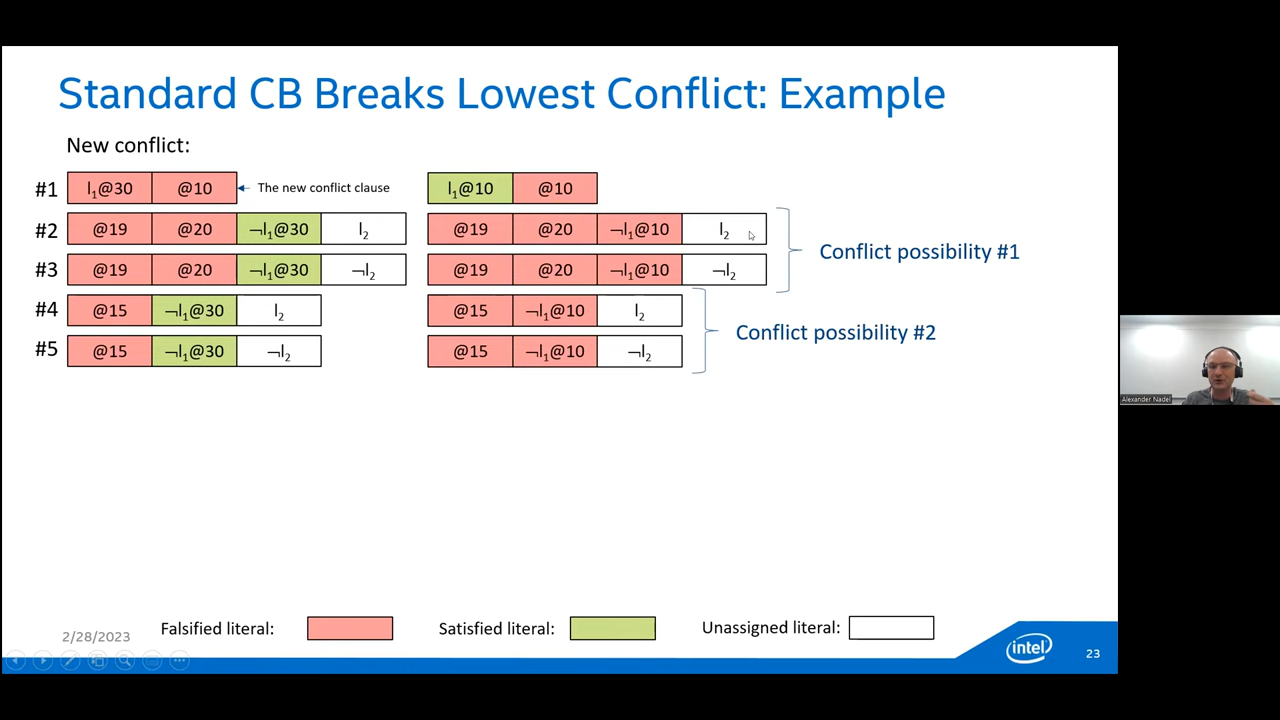 Standard CB Breaks Lowest Conflict: Example
New conflict:
#1 l₁@30 @10 The new conflict clause l₁@10 @10
#2 @19 @20 ¬l₁@30 l₂ @19 @20 ¬l₁@10 l₂
Conflict possibility #1
#3 @19 @20 ¬l₁@30 ¬l₂ @19 @20 ¬l₁@10 ¬l₂
#4 @15 ¬l₁@30 l₂ @15 ¬l₁@10 l₂
Conflict possibility #2
#5 @15 ¬l₁@30 ¬l₂ @15 ¬l₁@10 ¬l₂
Alexander Nadel
2/28/2023 Falsified literal: Satisfied literal: Unassigned literal:
intel
23